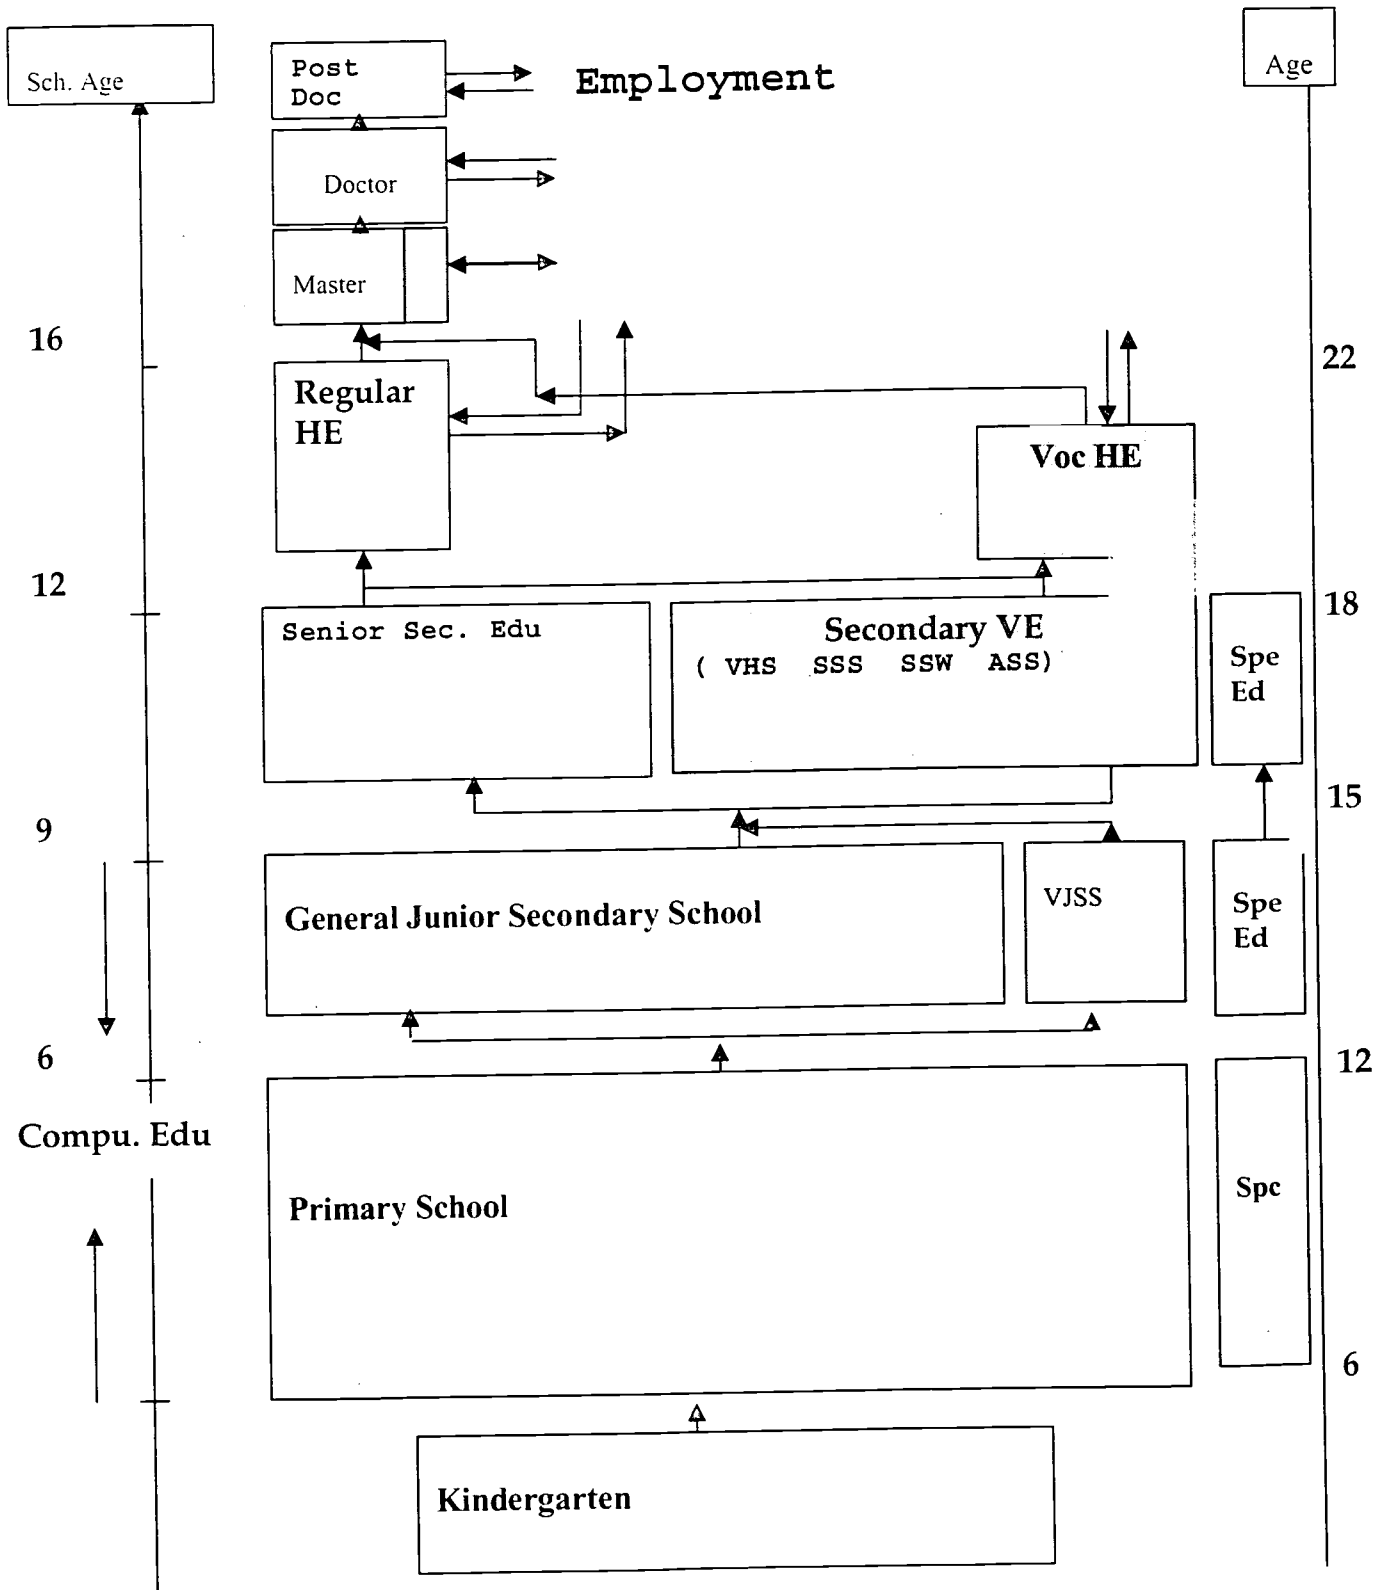 Sch. Age
Post
Doc
Employment
Age
Doctor
Master
16
22
Regular
HE
Voc HE
12
18
Senior Sec. Edu
Secondary VE
( VHS SSS SSW ASS)
Spe
Ed
15
9
General Junior Secondary School
VJSS
Spe
Ed
6
12
Compu. Edu
Primary School
Spc
6
Kindergarten